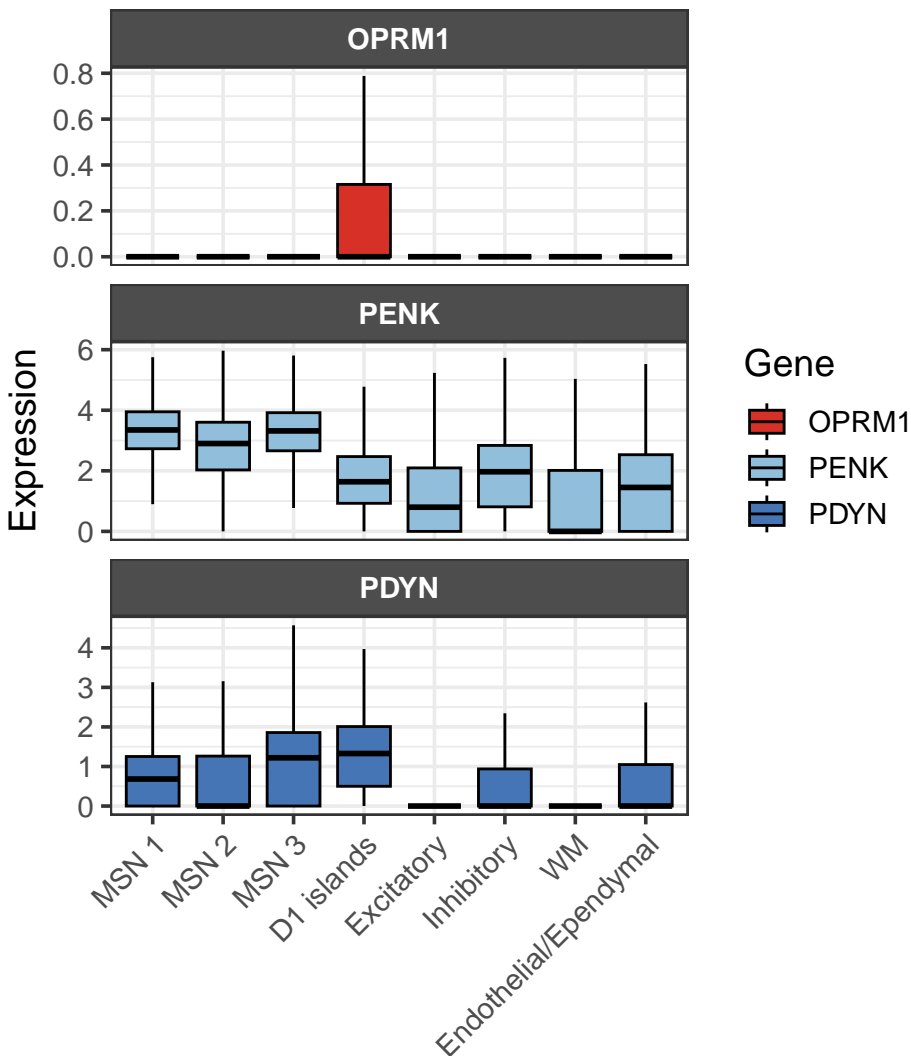 OPRM1
0.8
0.6
0.4
0.2
0.0
PENK
6
4
2
0
Expression
PDYN
4
3
2
1
0
MSN 1
MSN 2
MSN 3
D1 islands
Excitatory
Inhibitory
WM
Endothelial/Ependymal
Gene
OPRM1
PENK
PDYN